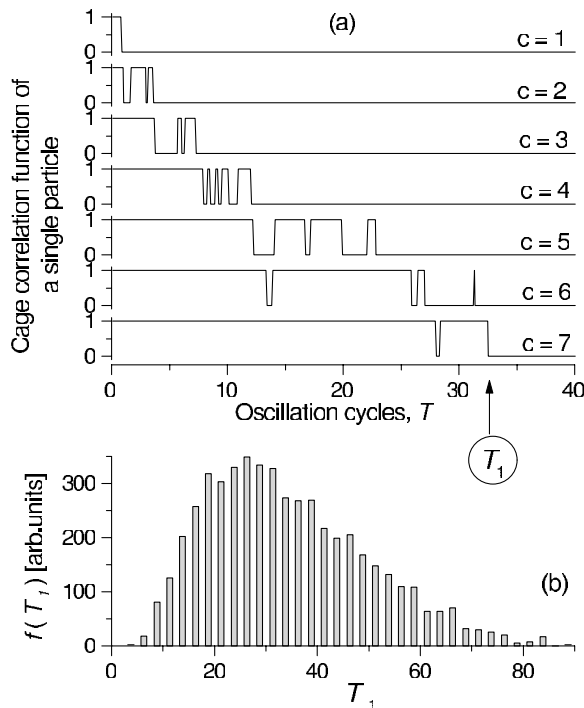 (a)
Cage correlation function of
a single particle
1
0
c = 1
1
0
c = 2
1
0
c = 3
1
0
c = 4
1
0
c = 5
1
0
c = 6
1
0
c = 7
0 10 20 30 40
Oscillation cycles, T
T₁
(b)
f (T₁) [arb.units]
300
200
100
0
0 20 40 60 80
T₁